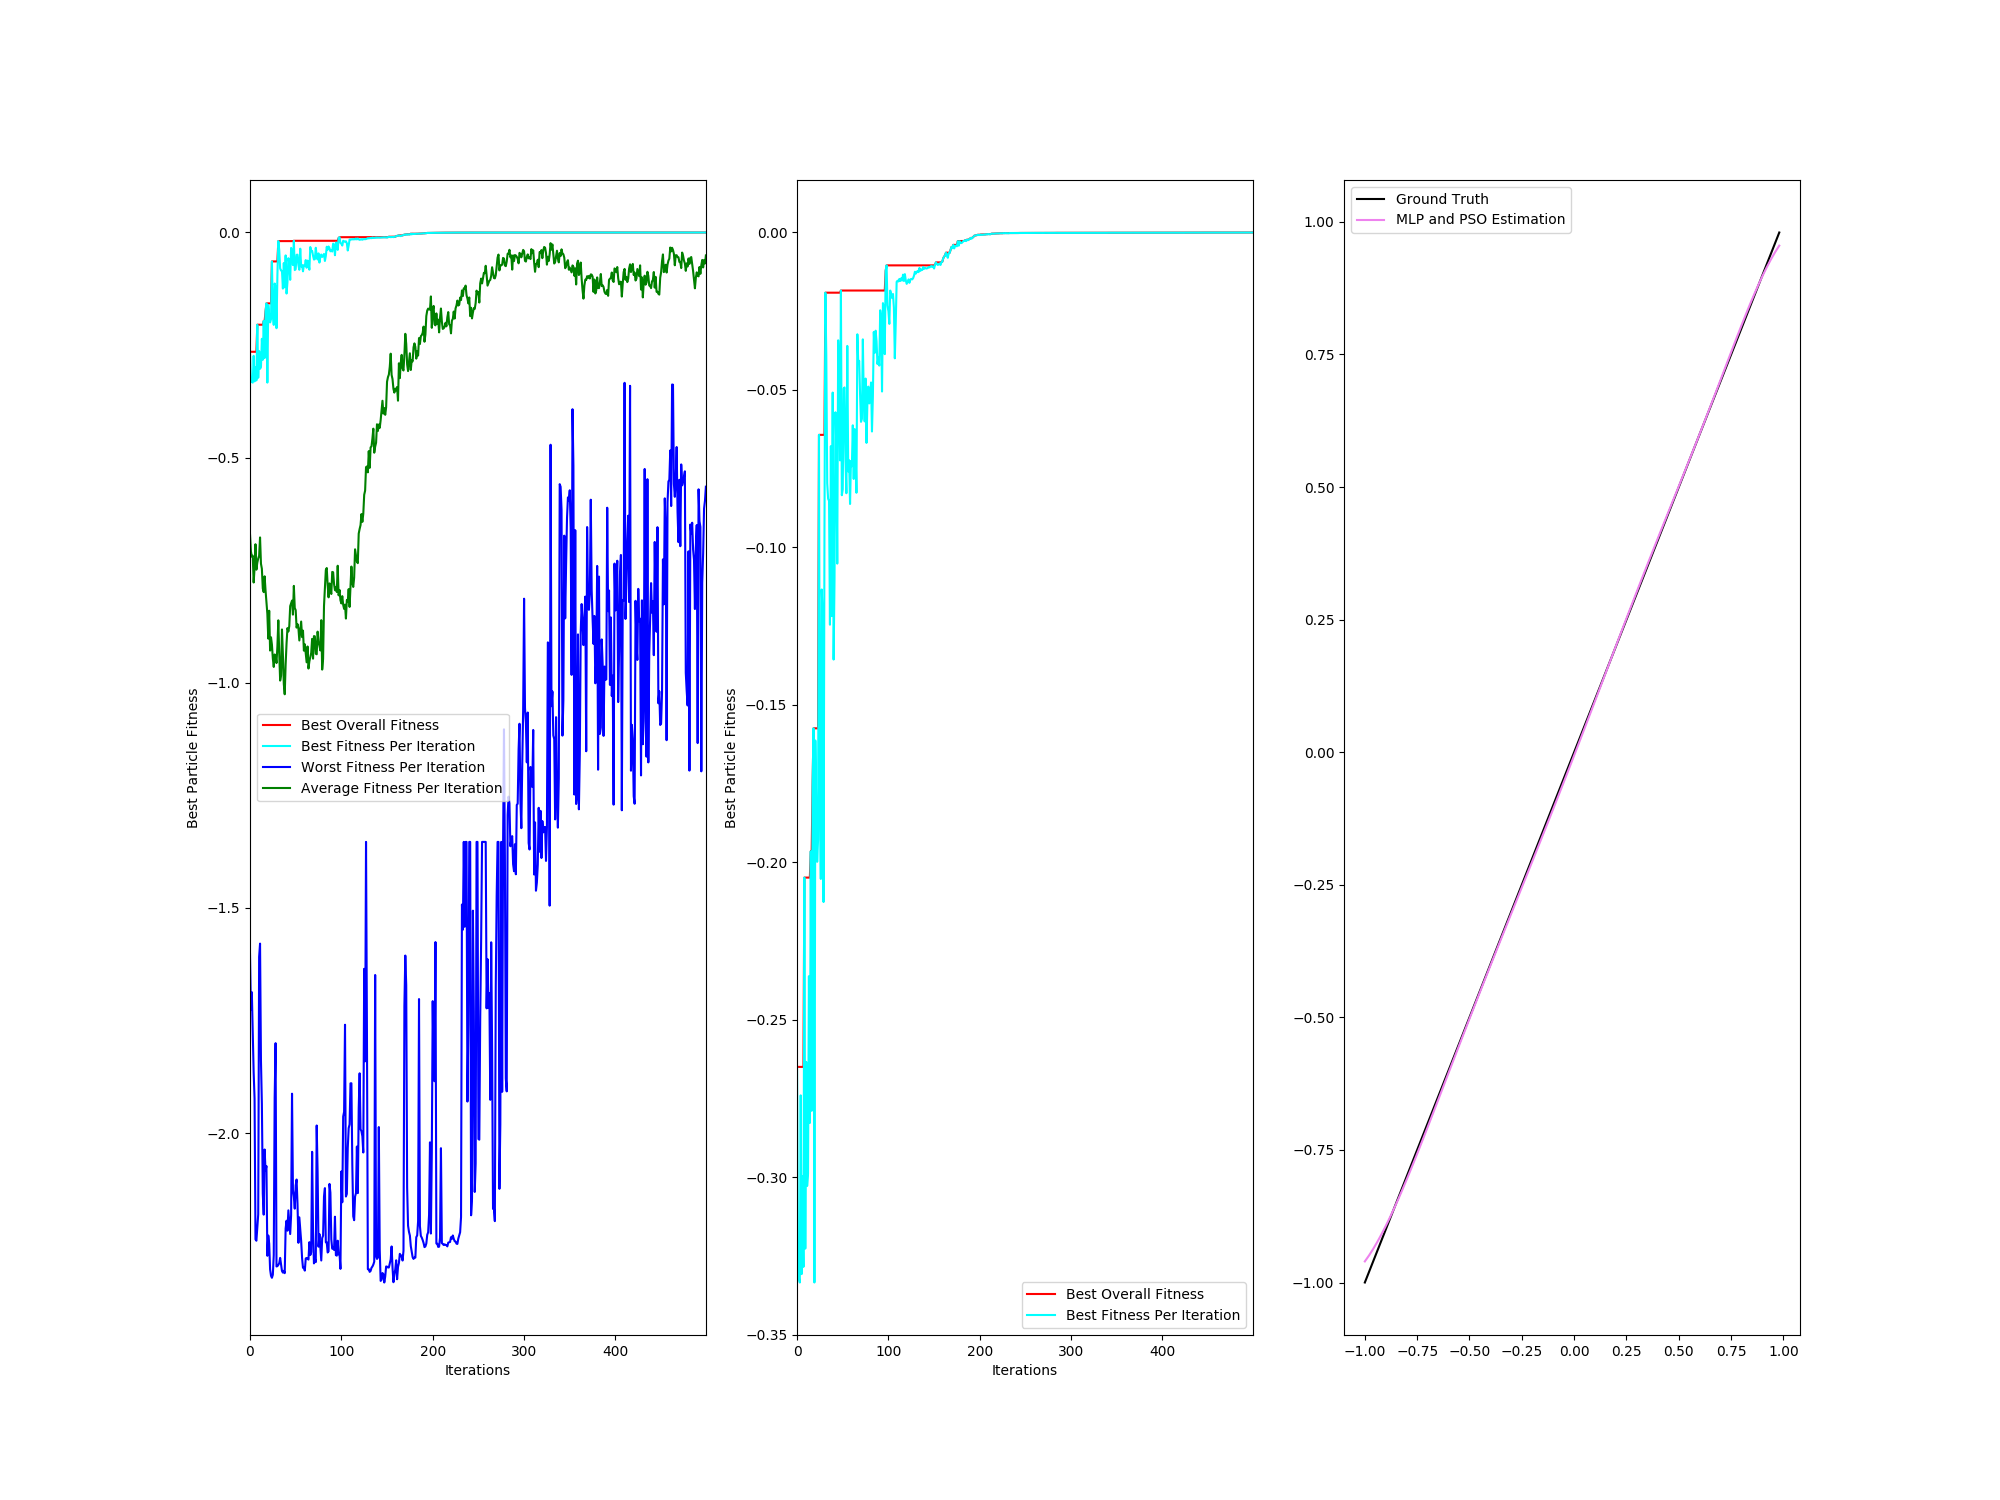 0.0
−0.5
−1.0
−1.5
−2.0
Best Particle Fitness
Best Overall Fitness
Best Fitness Per Iteration
Worst Fitness Per Iteration
Average Fitness Per Iteration
0 100 200 300 400
Iterations
0.00
−0.05
−0.10
−0.15
−0.20
−0.25
−0.30
−0.35
Best Particle Fitness
Best Overall Fitness
Best Fitness Per Iteration
0 100 200 300 400
Iterations
Ground Truth
MLP and PSO Estimation
1.00
0.75
0.50
0.25
0.00
−0.25
−0.50
−0.75
−1.00
−1.00 −0.75 −0.50 −0.25 0.00 0.25 0.50 0.75 1.00